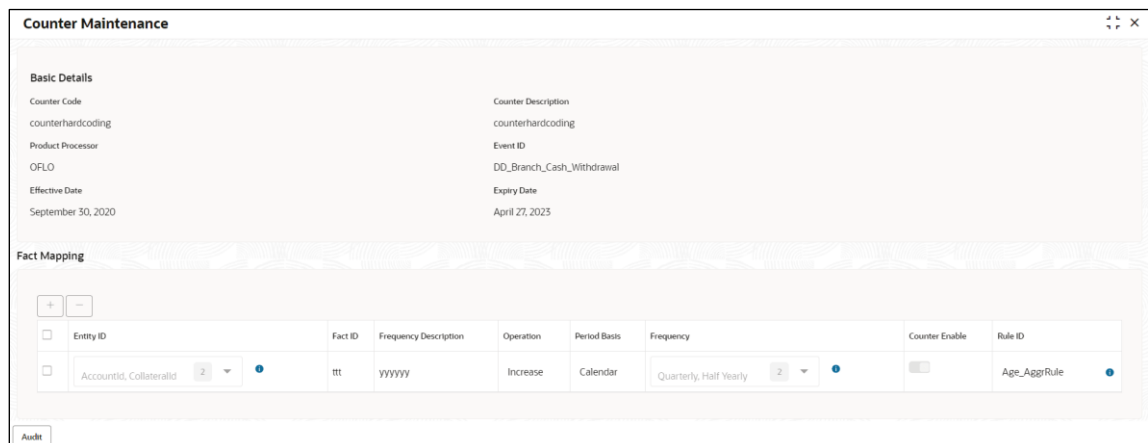 Counter Maintenance
Basic Details
Counter Code
Counter Description
counterhardcoding
counterhardcoding
Product Processor
Event ID
OFLO
DD_Branch_Cash_Withdrawal
Effective Date
Expiry Date
September 30, 2020
April 27, 2023
Fact Mapping
Entity ID Fact ID Frequency Description Operation Period Basis Frequency Counter Enable Rule ID
AccountId, CollateralId 2 ttt yyyyyy Increase Calendar Quarterly, Half Yearly 2 Age_AggrRule
Audit